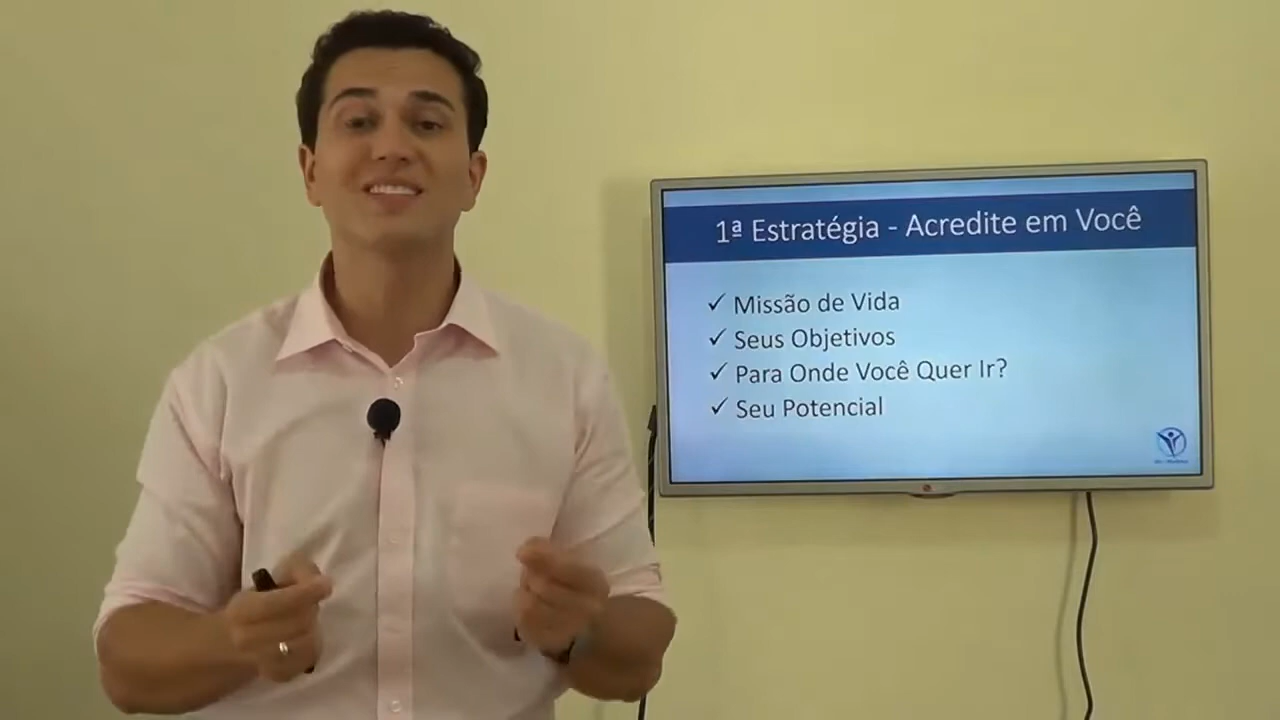 1ª Estratégia - Acredite em Você
✓ Missão de Vida
✓ Seus Objetivos
✓ Para Onde Você Quer Ir?
✓ Seu Potencial